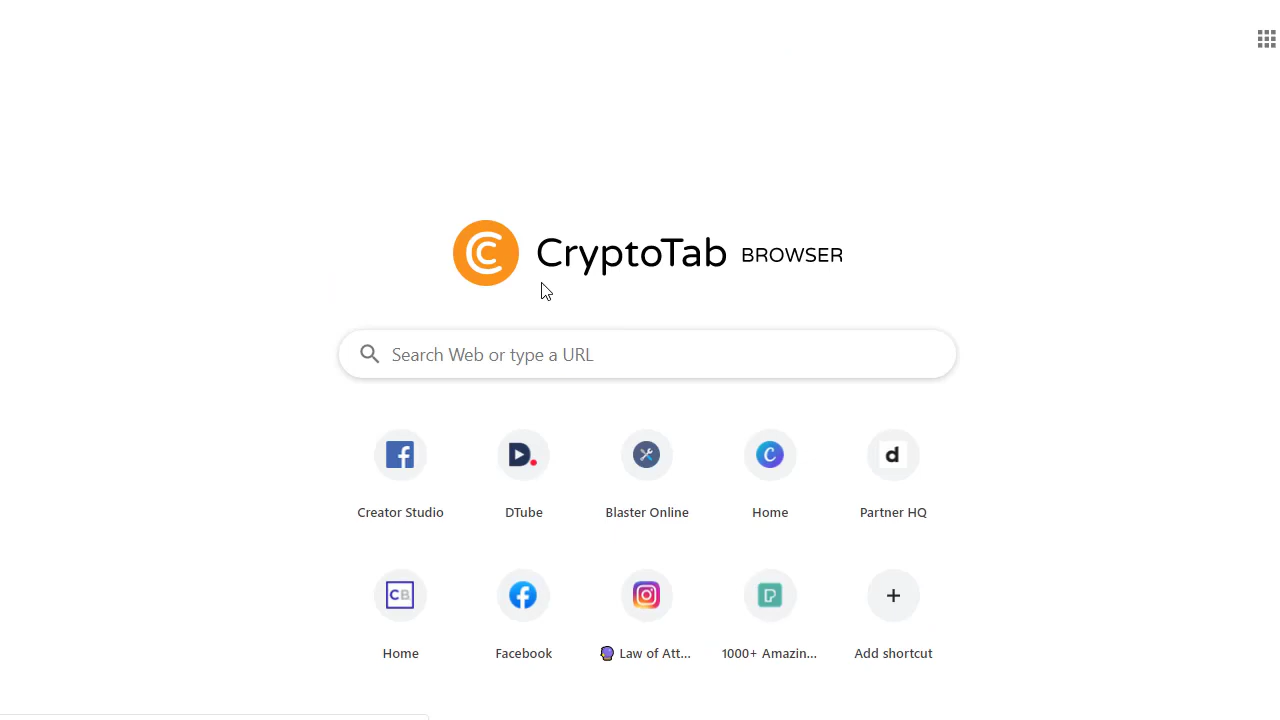 CryptoTab BROWSER
Search Web or type a URL
Creator Studio
DTube
Blaster Online
Home
Partner HQ
Home
Facebook
Law of Att...
1000+ Amazin...
Add shortcut